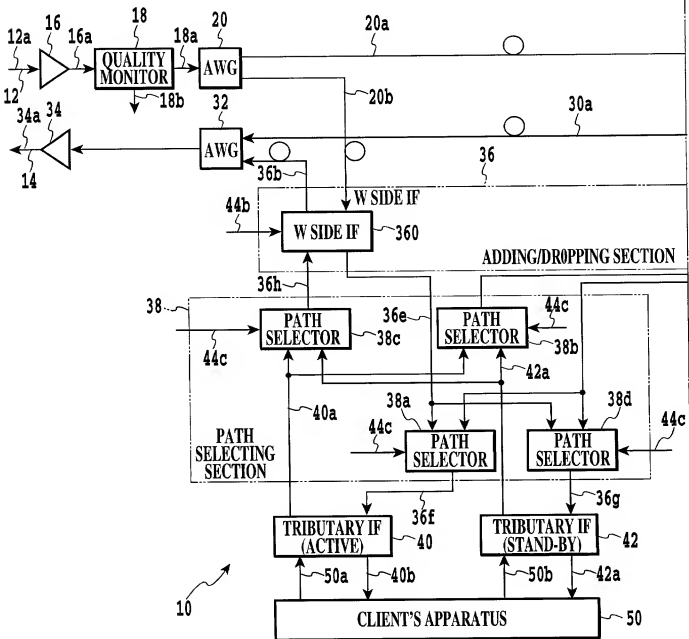 16
18
20
20a
12a
16a
QUALITY
MONITOR
18a
AWG
12
18b
20b
34a
34
32
30a
AWG
14
36b
36
W SIDE IF
44b
W SIDE IF
360
ADDING/DROPPING SECTION
36h
38
36e
PATH
SELECTOR
38c
PATH
SELECTOR
44c
38b
44c
42a
40a
38a
38d
44c
44c
PATH
SELECTOR
PATH
SELECTOR
PATH
SELECTING
SECTION
36f
36g
TRIBUTARY IF
(ACTIVE)
40
TRIBUTARY IF
(STAND-BY)
42
50a
40b
50b
42a
10
CLIENT'S APPARATUS
50